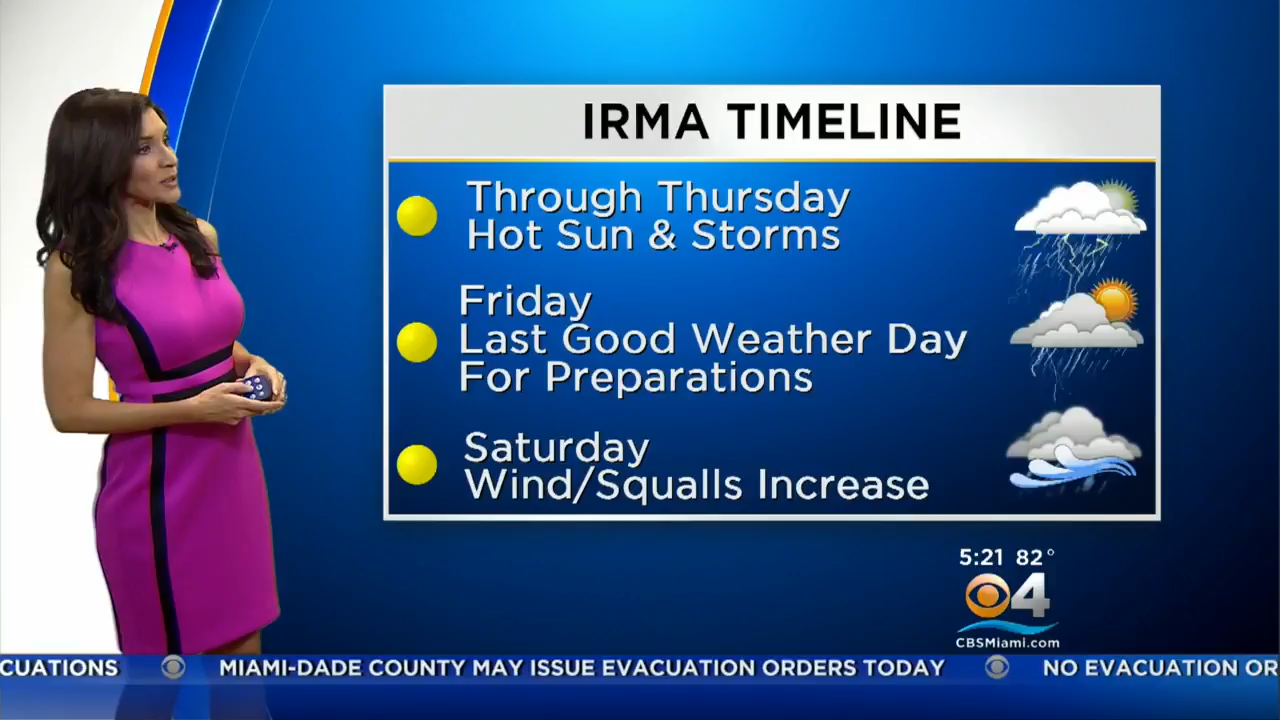 IRMA TIMELINE
Through Thursday
Hot Sun & Storms
Friday
Last Good Weather Day
For Preparations
Saturday
Wind/Squalls Increase
5:21 82°
4
CBSMiami.com
CUATIONS MIAMI-DADE COUNTY MAY ISSUE EVACUATION ORDERS TODAY NO EVACUATION OR